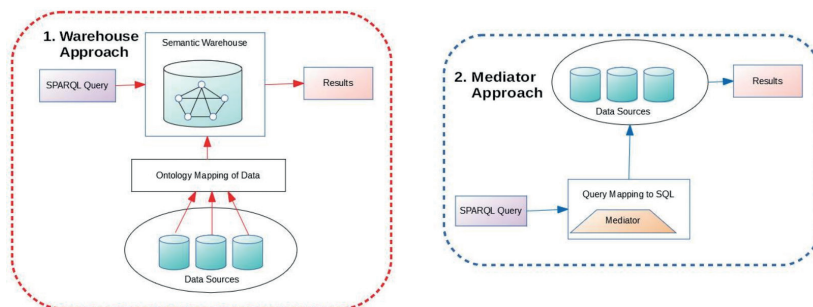 1. Warehouse
Approach
Semantic Warehouse
SPARQL Query
Results
Ontology Mapping of Data
Data Sources
2. Mediator
Approach
Data Sources
Results
Query Mapping to SQL
SPARQL Query
Mediator